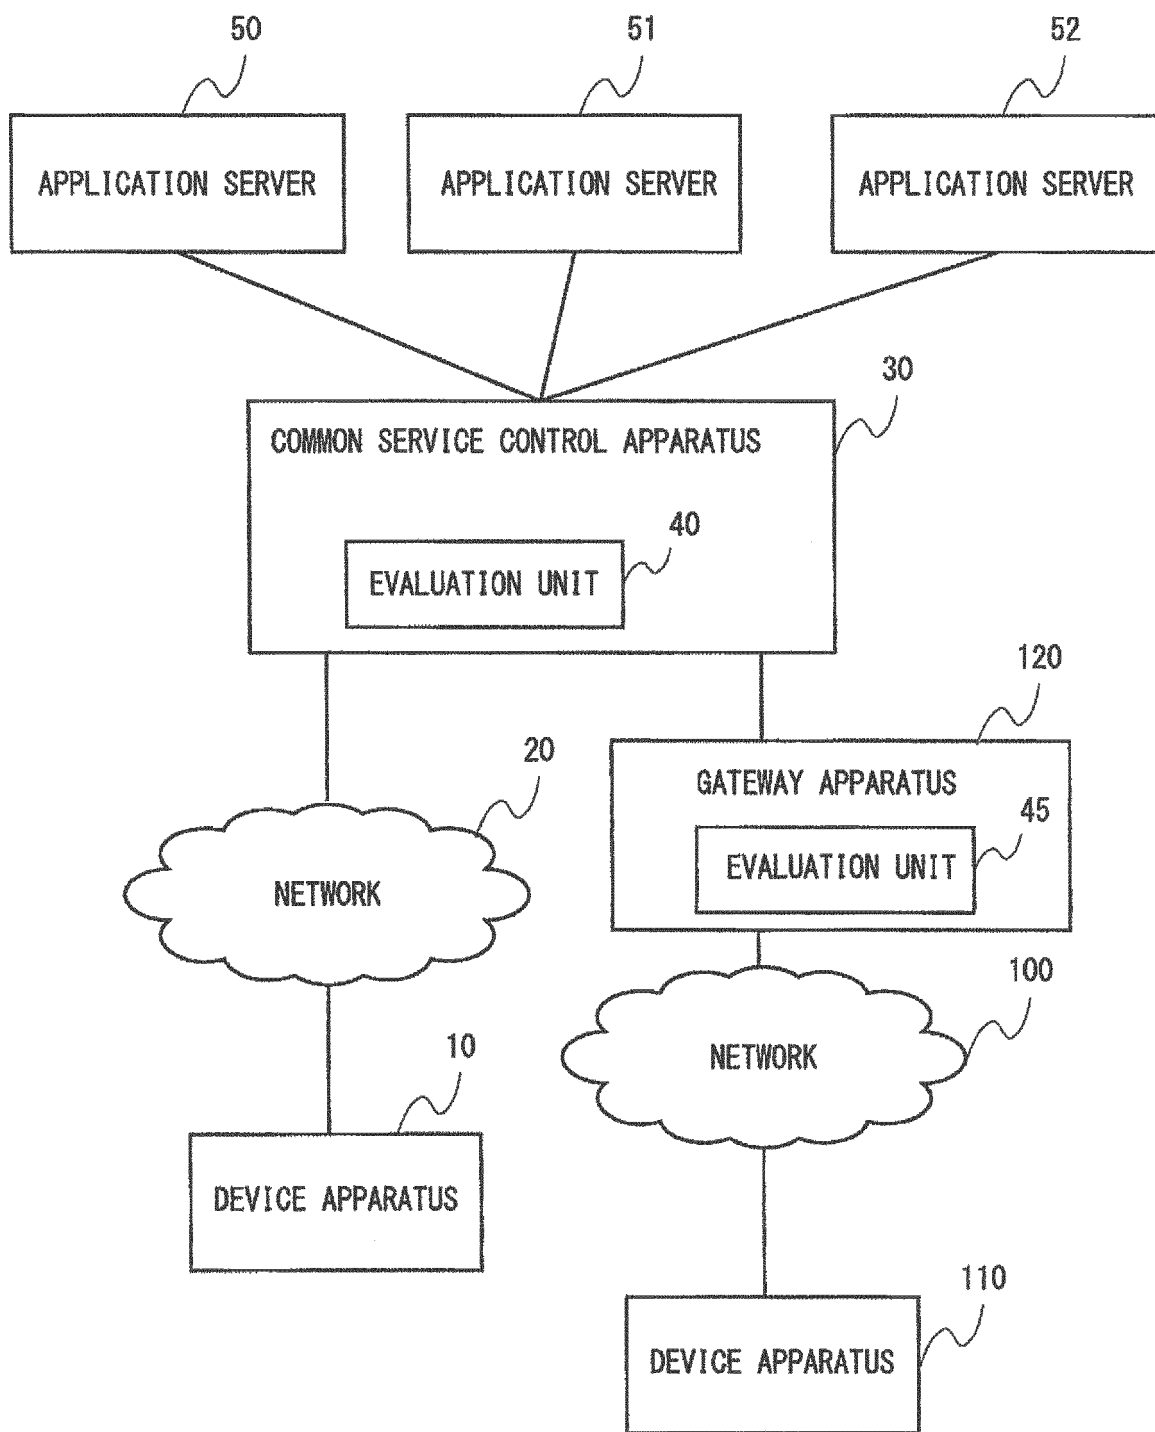 50
51
52
APPLICATION SERVER
APPLICATION SERVER
APPLICATION SERVER
30
COMMON SERVICE CONTROL APPARATUS
40
EVALUATION UNIT
120
20
GATEWAY APPARATUS
45
EVALUATION UNIT
NETWORK
100
10
NETWORK
DEVICE APPARATUS
110
DEVICE APPARATUS